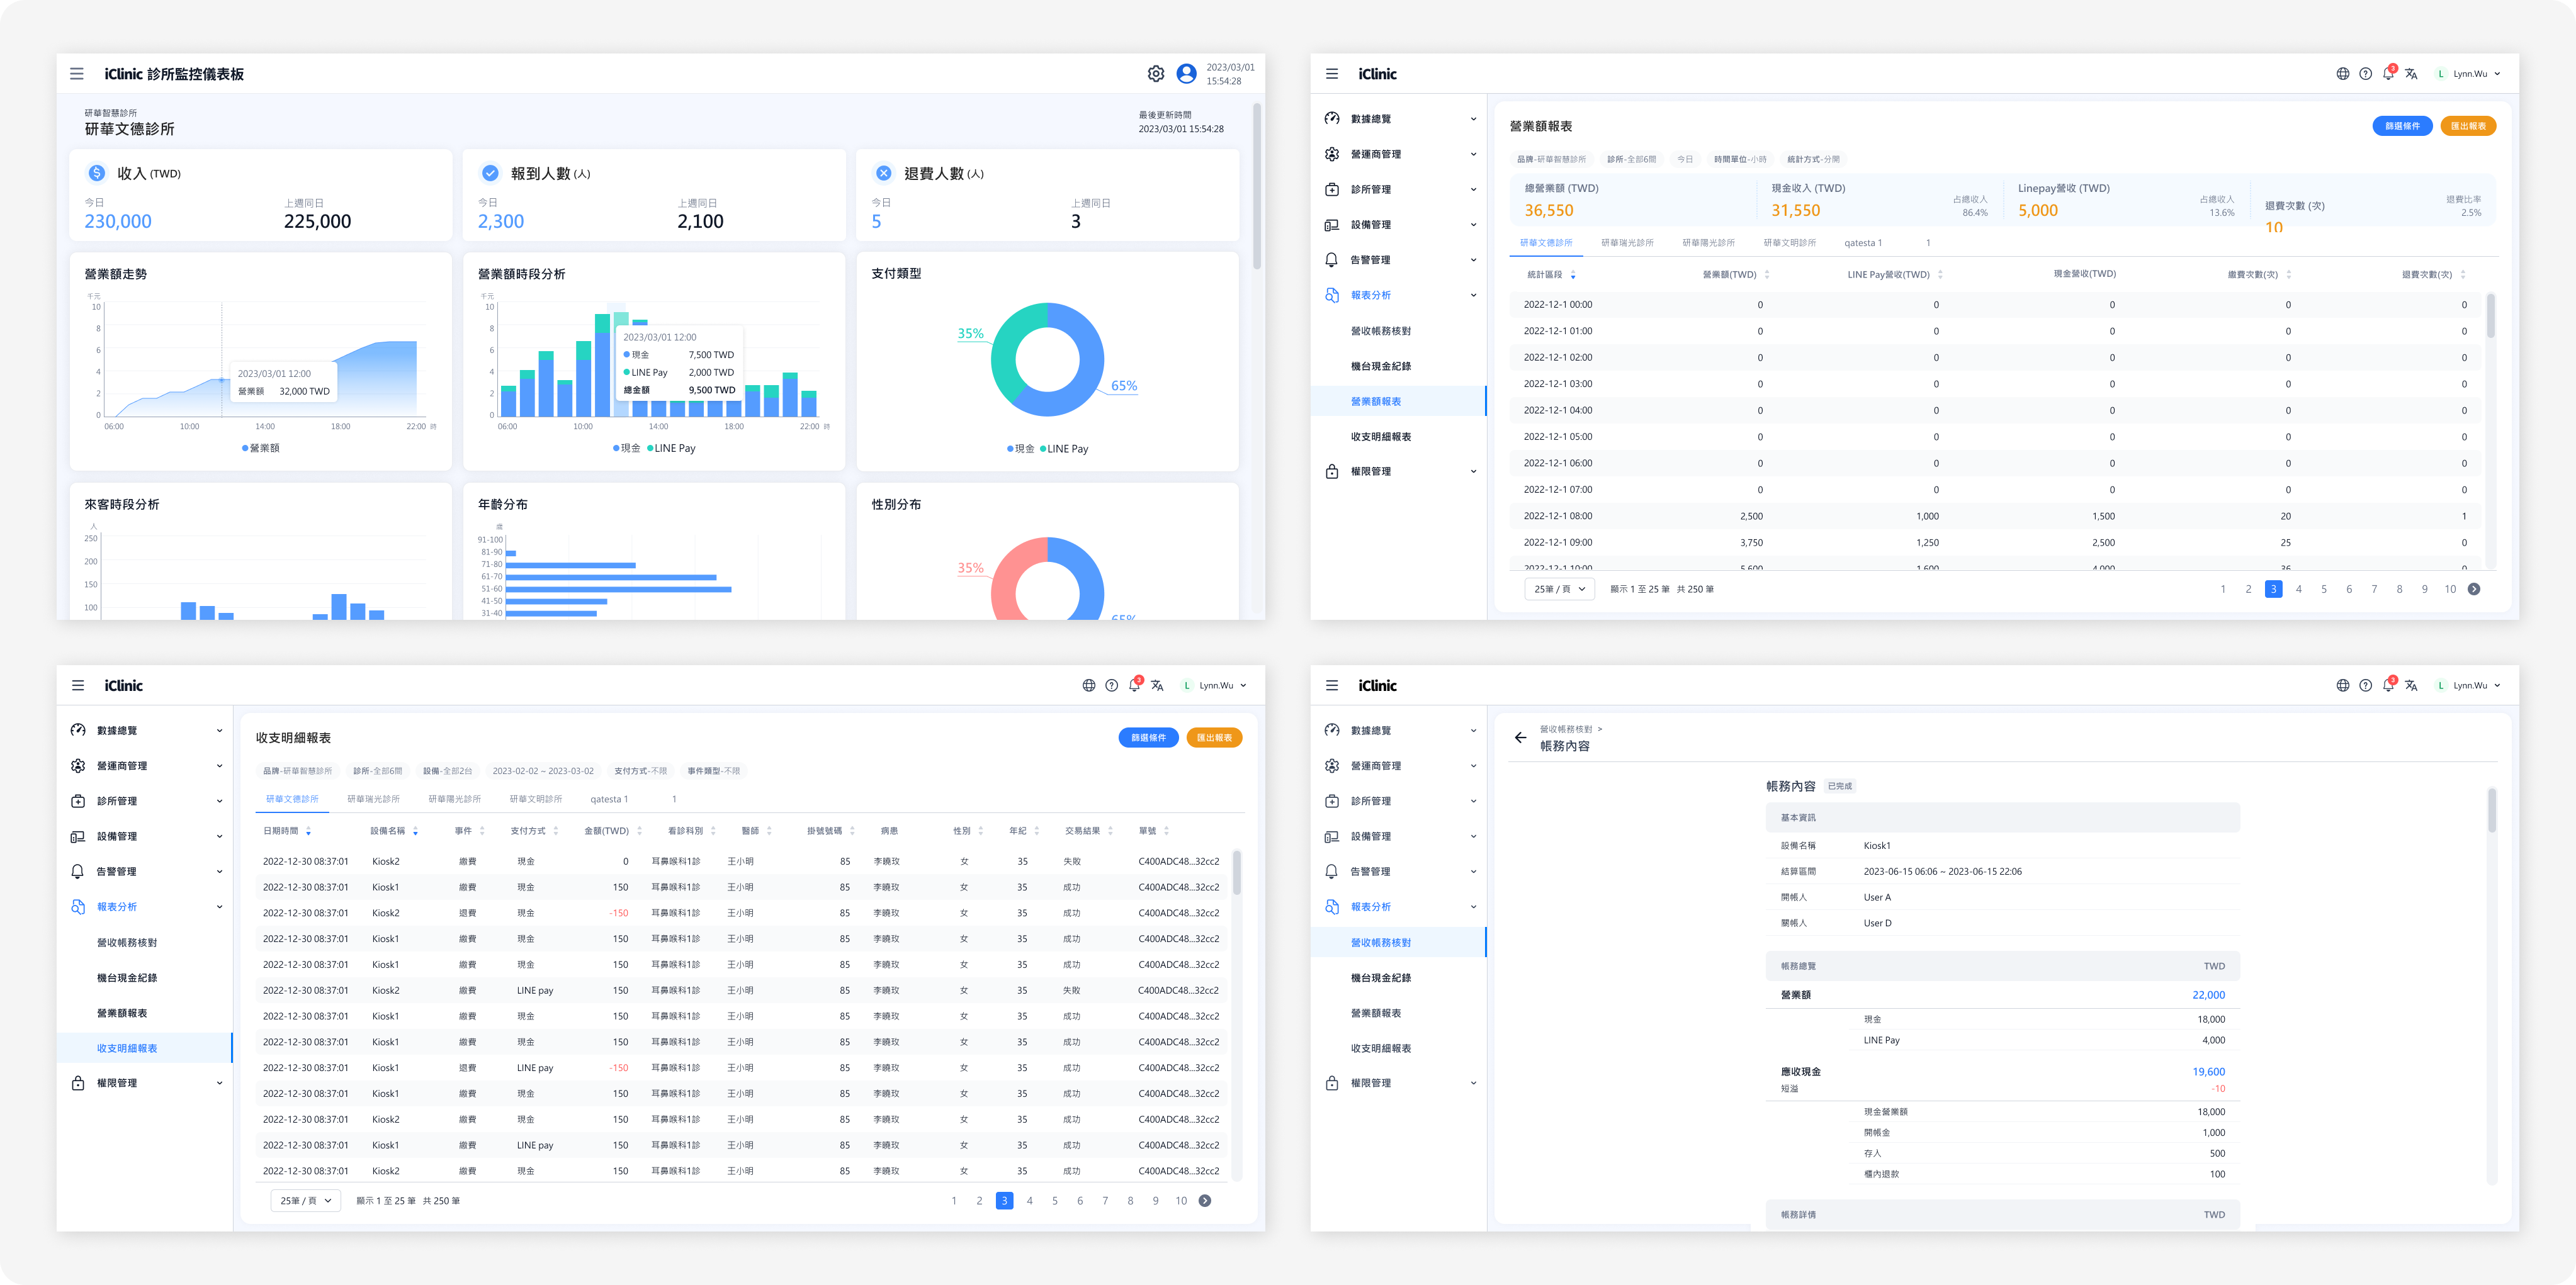 iClinic 診所監控儀表板
2023/03/01
15:54:28
研華智慧診所
研華文德診所
最後更新時間
2023/03/01 15:54:28
收入 (TWD)
今日 上週同日
230,000 225,000
報到人數 (人)
今日 上週同日
2,300 2,100
退費人數 (人)
今日 上週同日
5 3
營業額走勢
千元
10
8
6
4
2
0
2023/03/01 12:00
營業額 32,000 TWD
06:00 10:00 14:00 18:00 22:00 時
營業額
營業額時段分析
千元
10
8
6
4
2
0
2023/03/01 12:00
現金 7,500 TWD
LINE Pay 2,000 TWD
總金額 9,500 TWD
06:00 10:00 14:00 18:00 22:00 時
現金 LINE Pay
支付類型
35%
65%
現金 LINE Pay
來客時段分析
人
250
200
150
100
年齡分布
歲
91-100
81-90
71-80
61-70
51-60
41-50
31-40
性別分布
35%
65%
iClinic
3
L Lynn.Wu
數據總覽
營運商管理
診所管理
設備管理
告警管理
報表分析
營收帳務核對
機台現金紀錄
營業額報表
收支明細報表
權限管理
營業額報表
篩選條件 匯出報表
品牌-研華智慧診所 診所-全部6間 今日 時間單位-小時 統計方式-分開
總營業額 (TWD)
36,550
現金收入 (TWD)
31,550
占總收入
86.4%
Linepay營收 (TWD)
5,000
占總收入
13.6%
退費次數 (次)
10
退費比率
2.5%
研華文德診所 研華瑞光診所 研華陽光診所 研華文明診所 qatesta 1 1
統計區段 營業額(TWD) LINE Pay營收(TWD) 現金營收(TWD) 繳費次數(次) 退費次數(次)
2022-12-1 00:00 0 0 0 0 0
2022-12-1 01:00 0 0 0 0 0
2022-12-1 02:00 0 0 0 0 0
2022-12-1 03:00 0 0 0 0 0
2022-12-1 04:00 0 0 0 0 0
2022-12-1 05:00 0 0 0 0 0
2022-12-1 06:00 0 0 0 0 0
2022-12-1 07:00 0 0 0 0 0
2022-12-1 08:00 2,500 1,000 1,500 20 1
2022-12-1 09:00 3,750 1,250 2,500 25 0
2022-12-1 10:00 5,600 1,600 4,000 36 0
25筆 / 頁 顯示 1 至 25 筆 共 250 筆 1 2 3 4 5 6 7 8 9 10
iClinic
3
L Lynn.Wu
數據總覽
營運商管理
診所管理
設備管理
告警管理
報表分析
營收帳務核對
機台現金紀錄
營業額報表
收支明細報表
權限管理
收支明細報表
篩選條件 匯出報表
品牌-研華智慧診所 診所-全部6間 設備-全部2台 2023-02-02 ~ 2023-03-02 支付方式-不限 事件類型-不限
研華文德診所 研華瑞光診所 研華陽光診所 研華文明診所 qatesta 1 1
日期時間 設備名稱 事件 支付方式 金額(TWD) 看診科別 醫師 掛號號碼 病患 性別 年紀 交易結果 單號
2022-12-30 08:37:01 Kiosk2 繳費 現金 0 耳鼻喉科1診 王小明 85 李曉玫 女 35 失敗 C400ADC48...32cc2
2022-12-30 08:37:01 Kiosk1 繳費 現金 150 耳鼻喉科1診 王小明 85 李曉玫 女 35 成功 C400ADC48...32cc2
2022-12-30 08:37:01 Kiosk2 退費 現金 -150 耳鼻喉科1診 王小明 85 李曉玫 女 35 成功 C400ADC48...32cc2
2022-12-30 08:37:01 Kiosk1 繳費 現金 150 耳鼻喉科1診 王小明 85 李曉玫 女 35 成功 C400ADC48...32cc2
2022-12-30 08:37:01 Kiosk1 繳費 現金 150 耳鼻喉科1診 王小明 85 李曉玫 女 35 成功 C400ADC48...32cc2
2022-12-30 08:37:01 Kiosk2 繳費 LINE pay 150 耳鼻喉科1診 王小明 85 李曉玫 女 35 失敗 C400ADC48...32cc2
2022-12-30 08:37:01 Kiosk1 繳費 現金 150 耳鼻喉科1診 王小明 85 李曉玫 女 35 成功 C400ADC48...32cc2
2022-12-30 08:37:01 Kiosk1 繳費 現金 150 耳鼻喉科1診 王小明 85 李曉玫 女 35 成功 C400ADC48...32cc2
2022-12-30 08:37:01 Kiosk1 退費 LINE pay -150 耳鼻喉科1診 王小明 85 李曉玫 女 35 成功 C400ADC48...32cc2
2022-12-30 08:37:01 Kiosk1 繳費 現金 150 耳鼻喉科1診 王小明 85 李曉玫 女 35 成功 C400ADC48...32cc2
2022-12-30 08:37:01 Kiosk2 繳費 現金 150 耳鼻喉科1診 王小明 85 李曉玫 女 35 成功 C400ADC48...32cc2
2022-12-30 08:37:01 Kiosk1 繳費 LINE pay 150 耳鼻喉科1診 王小明 85 李曉玫 女 35 成功 C400ADC48...32cc2
2022-12-30 08:37:01 Kiosk2 繳費 現金 150 耳鼻喉科1診 王小明 85 李曉玫 女 35 成功 C400ADC48...32cc2
25筆 / 頁 顯示 1 至 25 筆 共 250 筆 1 2 3 4 5 6 7 8 9 10
iClinic
3
L Lynn.Wu
數據總覽
營運商管理
診所管理
設備管理
告警管理
報表分析
營收帳務核對
機台現金紀錄
營業額報表
收支明細報表
權限管理
營收帳務核對 >
帳務內容
帳務內容 已完成
基本資訊
設備名稱 Kiosk1
結算區間 2023-06-15 06:06 ~ 2023-06-15 22:06
開帳人 User A
關帳人 User D
帳務總覽 TWD
營業額 22,000
現金 18,000
LINE Pay 4,000
應收現金 19,600
短溢 -10
現金營業額 18,000
開帳金 1,000
存入 500
櫃內退款 100
帳務詳情 TWD